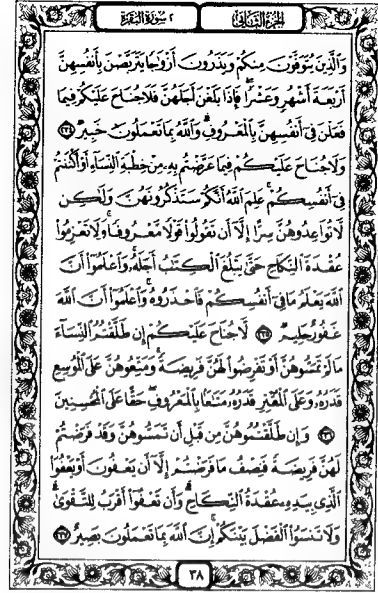 الجزء الثاني
٢ سورة البقرة
وَالَّذِينَ يُتَوَفَّوْنَ مِنكُمْ وَيَذَرُونَ أَزْوَاجًا يَتَرَبَّصْنَ بِأَنفُسِهِنَّ
أَرْبَعَةَ أَشْهُرٍ وَعَشْرًا فَإِذَا بَلَغْنَ أَجَلَهُنَّ فَلَا جُنَاحَ عَلَيْكُمْ فِيمَا
فَعَلْنَ فِي أَنفُسِهِنَّ بِالْمَعْرُوفِ وَاللَّهُ بِمَا تَعْمَلُونَ خَبِيرٌ ٢٣٤
وَلَا جُنَاحَ عَلَيْكُمْ فِيمَا عَرَّضْتُم بِهِ مِنْ خِطْبَةِ النِّسَاءِ أَوْ أَكْنَنتُمْ
فِي أَنفُسِكُمْ عَلِمَ اللَّهُ أَنَّكُمْ سَتَذْكُرُونَهُنَّ وَلَٰكِن
لَّا تُوَاعِدُوهُنَّ سِرًّا إِلَّا أَن تَقُولُوا قَوْلًا مَّعْرُوفًا وَلَا تَعْزِمُوا
عُقْدَةَ النِّكَاحِ حَتَّىٰ يَبْلُغَ الْكِتَٰبُ أَجَلَهُ وَاعْلَمُوا أَنَّ
اللَّهَ يَعْلَمُ مَا فِي أَنفُسِكُمْ فَاحْذَرُوهُ وَاعْلَمُوا أَنَّ اللَّهَ
غَفُورٌ حَلِيمٌ ٢٣٥ لَّا جُنَاحَ عَلَيْكُمْ إِن طَلَّقْتُمُ النِّسَاءَ
مَا لَمْ تَمَسُّوهُنَّ أَوْ تَفْرِضُوا لَهُنَّ فَرِيضَةً وَمَتِّعُوهُنَّ عَلَى الْمُوسِعِ
قَدَرُهُ وَعَلَى الْمُقْتِرِ قَدَرُهُ مَتَٰعًا بِالْمَعْرُوفِ حَقًّا عَلَى الْمُحْسِنِينَ
٢٣٦ وَإِن طَلَّقْتُمُوهُنَّ مِن قَبْلِ أَن تَمَسُّوهُنَّ وَقَدْ فَرَضْتُمْ
لَهُنَّ فَرِيضَةً فَنِصْفُ مَا فَرَضْتُمْ إِلَّا أَن يَعْفُونَ أَوْ يَعْفُوَا
الَّذِي بِيَدِهِ عُقْدَةُ النِّكَاحِ وَأَن تَعْفُوا أَقْرَبُ لِلتَّقْوَىٰ
وَلَا تَنسَوُا الْفَضْلَ بَيْنَكُمْ إِنَّ اللَّهَ بِمَا تَعْمَلُونَ بَصِيرٌ ٢٣٧
٣٨